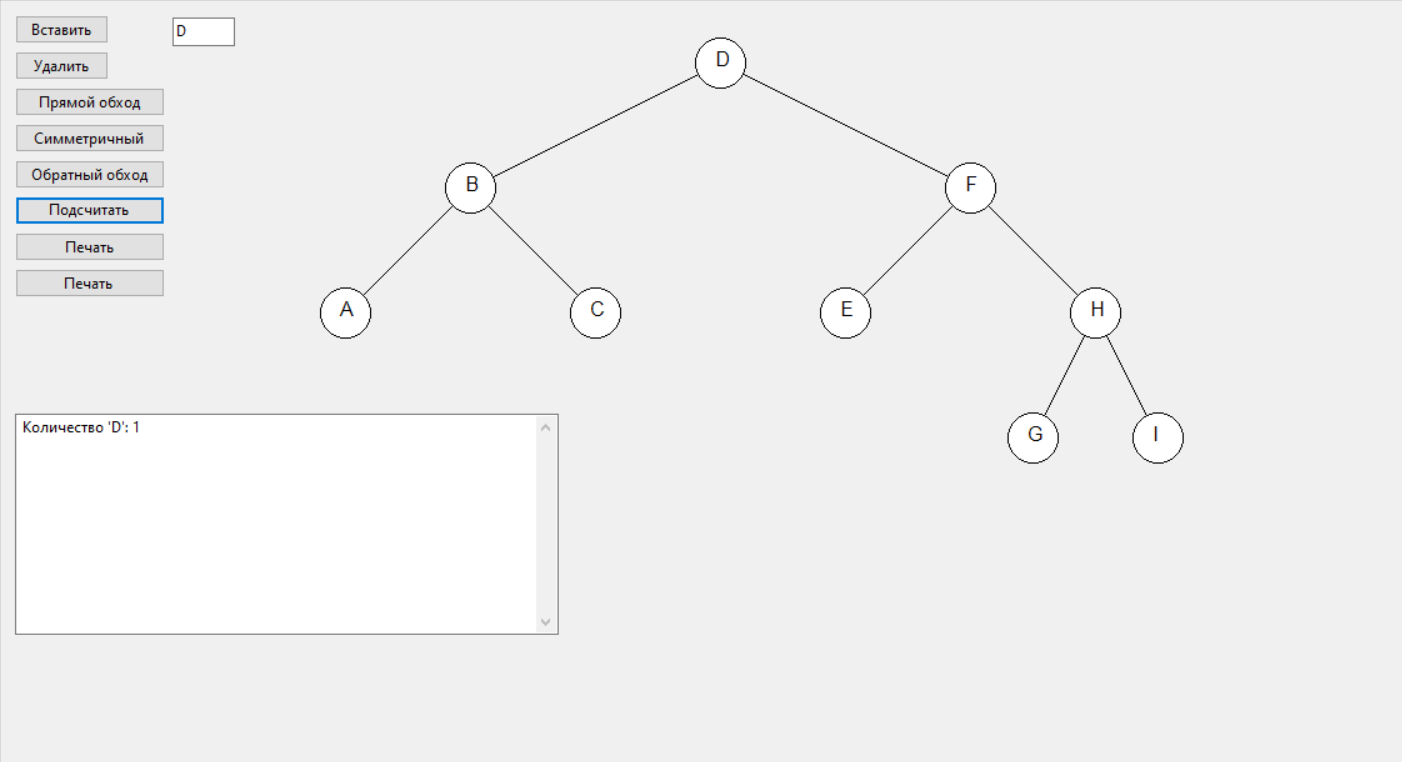 Вставить
D
Удалить
Прямой обход
Симметричный
Обратный обход
Подсчитать
Печать
Печать
D
B
F
A
C
E
H
G
I
Количество 'D': 1